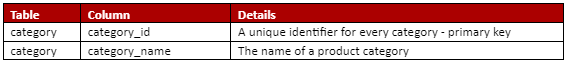 Table Column Details
category category_id A unique identifier for every category - primary key
category category_name The name of a product category